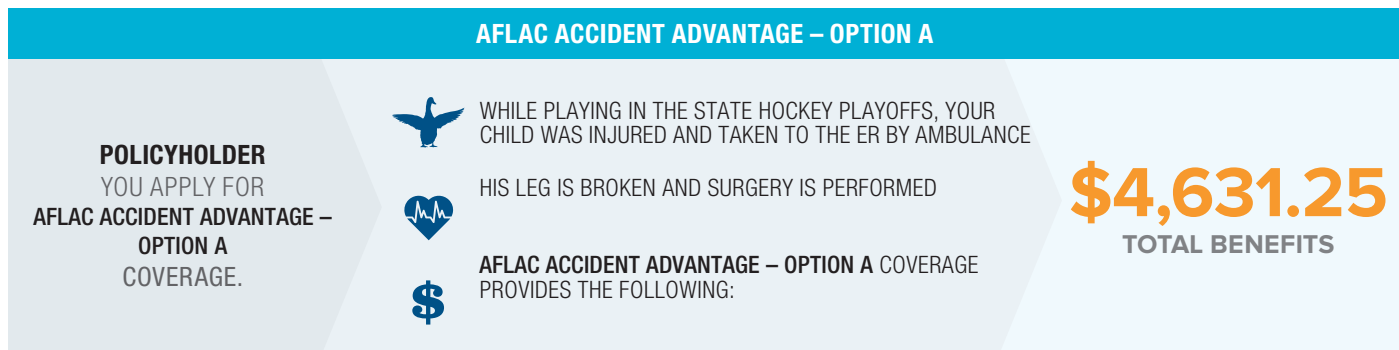 AFLAC ACCIDENT ADVANTAGE – OPTION A
POLICYHOLDER
YOU APPLY FOR
AFLAC ACCIDENT ADVANTAGE –
OPTION A
COVERAGE.
WHILE PLAYING IN THE STATE HOCKEY PLAYOFFS, YOUR
CHILD WAS INJURED AND TAKEN TO THE ER BY AMBULANCE
HIS LEG IS BROKEN AND SURGERY IS PERFORMED
$
AFLAC ACCIDENT ADVANTAGE – OPTION A COVERAGE
PROVIDES THE FOLLOWING:
$4,631.25
TOTAL BENEFITS